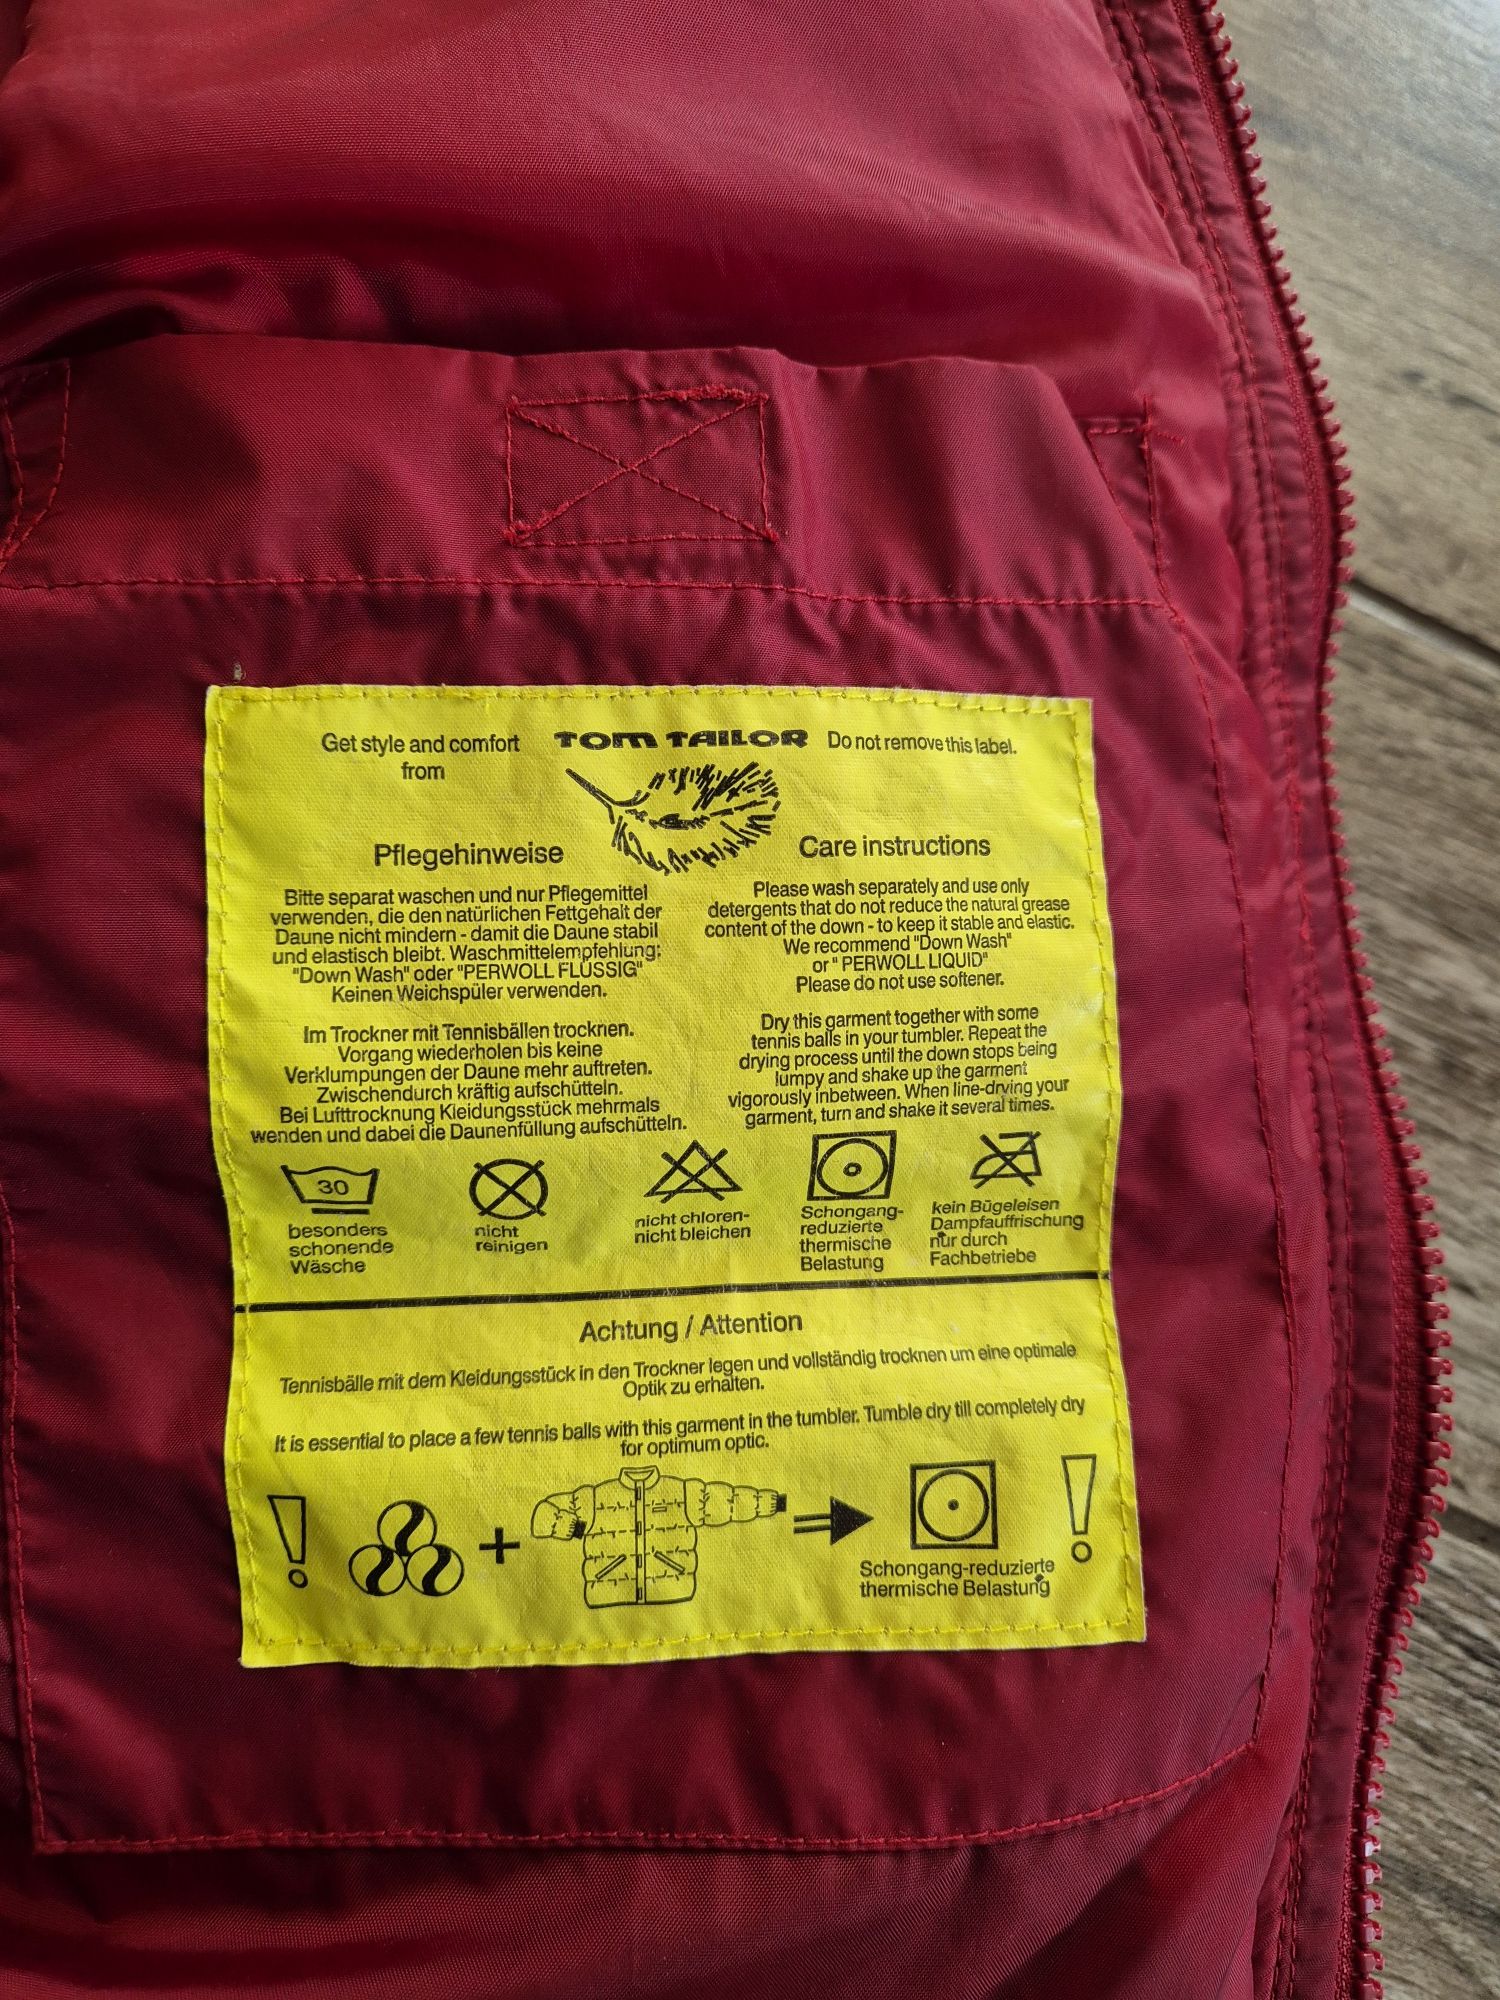 Get style and comfort
from
TOM TAILOR
Do not remove this label.
Pflegehinweise
Bitte separat waschen und nur Pflegemittel
verwenden, die den natürlichen Fettgehalt der
Daune nicht mindern - damit die Daune stabil
und elastisch bleibt. Waschmittelempfehlung:
"Down Wash" oder "PERWOLL FLÜSSIG"
Keinen Weichspüler verwenden.
Im Trockner mit Tennisbällen trocknen.
Vorgang wiederholen bis keine
Verklumpungen der Daune mehr auftreten.
Zwischendurch kräftig aufschütteln.
Bei Lufttrocknung Kleidungsstück mehrmals
wenden und dabei die Daunenfüllung aufschütteln.
Care instructions
Please wash separately and use only
detergents that do not reduce the natural grease
content of the down - to keep it stable and elastic.
We recommend "Down Wash"
or " PERWOLL LIQUID"
Please do not use softener.
Dry this garment together with some
tennis balls in your tumbler. Repeat the
drying process until the down stops being
lumpy and shake up the garment
vigorously inbetween. When line-drying your
garment, turn and shake it several times.
30
besonders
schonende
Wäsche
nicht
reinigen
nicht chloren-
nicht bleichen
Schongang-
reduzierte
thermische
Belastung
kein Bügeleisen
Dampfauffrischung
nur durch
Fachbetriebe
Achtung / Attention
Tennisbälle mit dem Kleidungsstück in den Trockner legen und vollständig trocknen um eine optimale
Optik zu erhalten.
It is essential to place a few tennis balls with this garment in the tumbler. Tumble dry till completely dry
for optimum optic.
! + !
Schongang-reduzierte
thermische Belastung